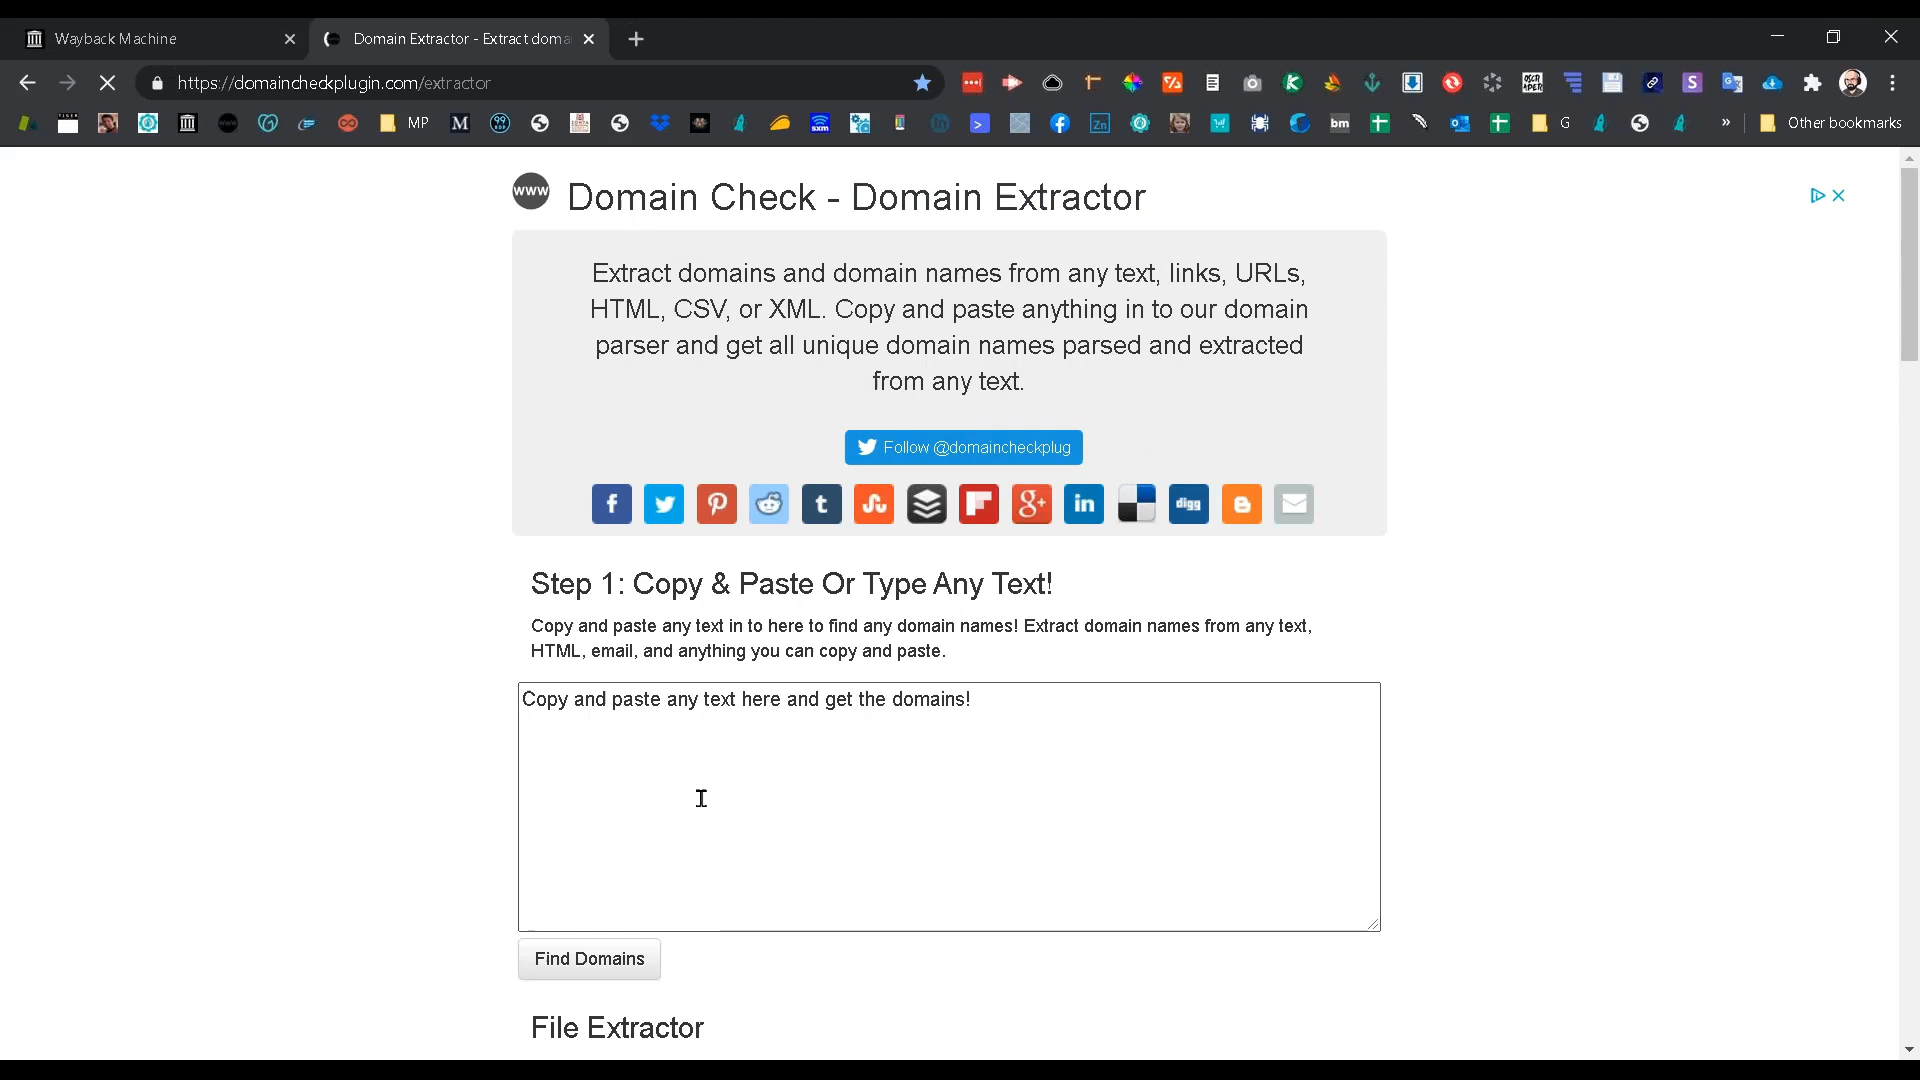 Wayback Machine
Domain Extractor - Extract doma
https://domaincheckplugin.com/extractor
MP
G
Other bookmarks
www Domain Check - Domain Extractor
Extract domains and domain names from any text, links, URLs,
HTML, CSV, or XML. Copy and paste anything in to our domain
parser and get all unique domain names parsed and extracted
from any text.
Follow @domaincheckplug
digg
Step 1: Copy & Paste Or Type Any Text!
Copy and paste any text in to here to find any domain names! Extract domain names from any text,
HTML, email, and anything you can copy and paste.
Copy and paste any text here and get the domains!
Find Domains
File Extractor